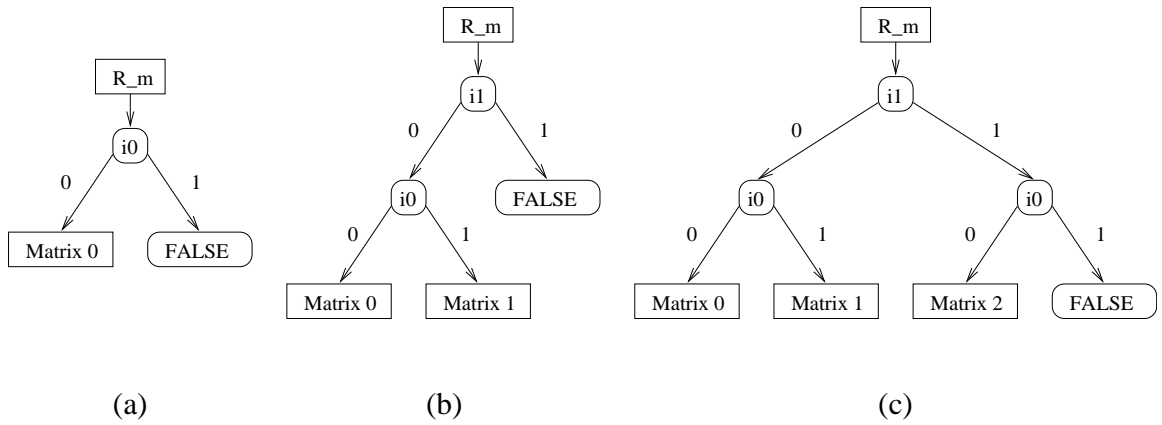 R_m
i0
0
1
Matrix 0
FALSE
(a)
R_m
i1
0
1
i0
FALSE
0
1
Matrix 0
Matrix 1
(b)
R_m
i1
0
1
i0
i0
0
1
0
1
Matrix 0
Matrix 1
Matrix 2
FALSE
(c)